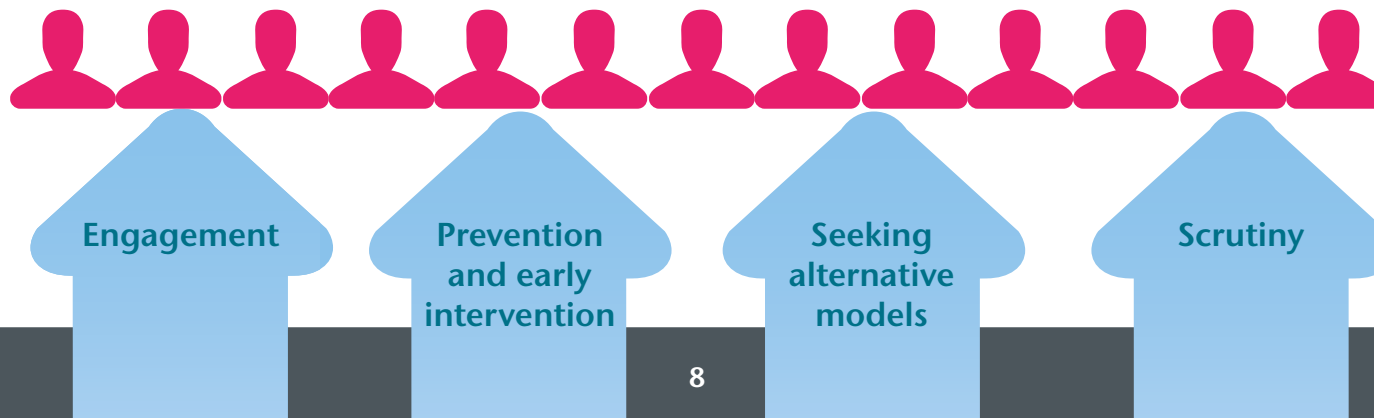 Engagement
Prevention
and early
intervention
Seeking
alternative
models
Scrutiny
8